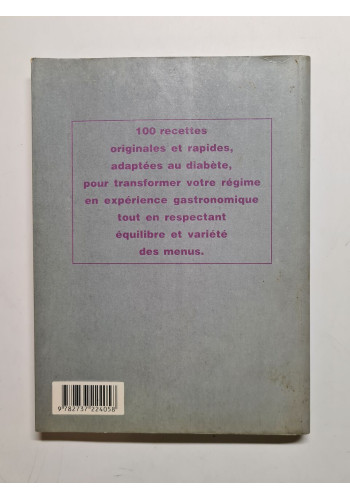 100 recettes
originales et rapides,
adaptées au diabète,
pour transformer votre régime
en expérience gastronomique
tout en respectant
équilibre et variété
des menus.
9 782737 224058